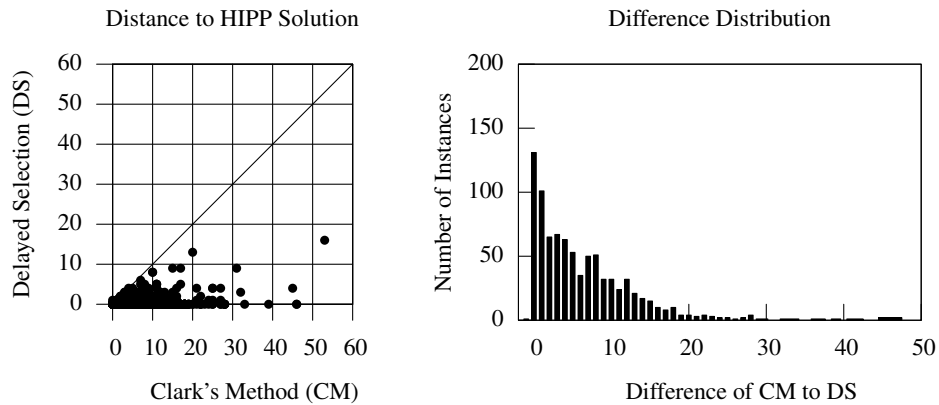 Distance to HIPP Solution
Delayed Selection (DS)
60
50
40
30
20
10
0
0 10 20 30 40 50 60
Clark's Method (CM)
Difference Distribution
Number of Instances
200
150
100
50
0
0 10 20 30 40 50
Difference of CM to DS